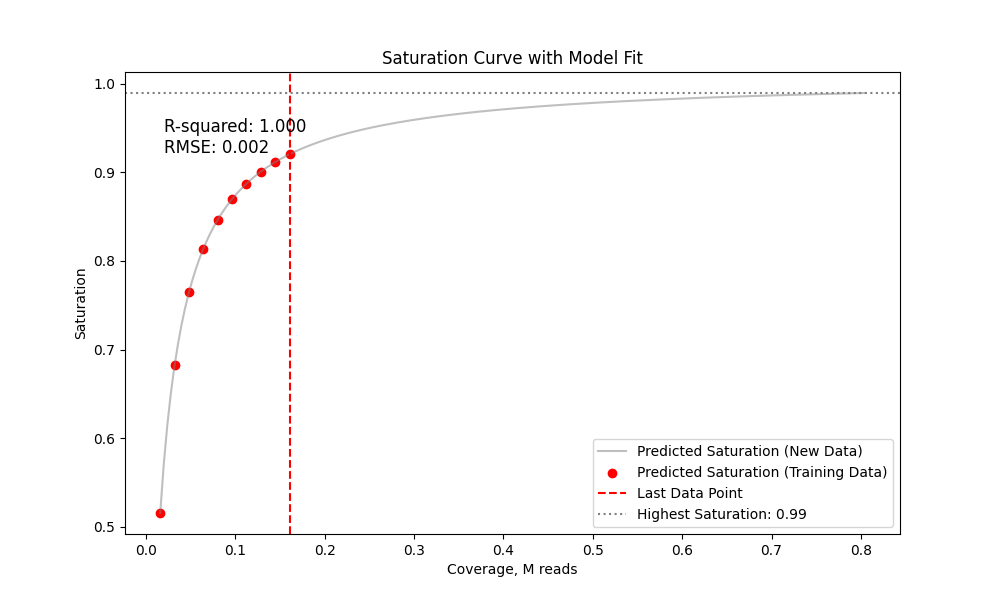 Saturation Curve with Model Fit
1.0
0.9
0.8
0.7
0.6
0.5
Saturation
R-squared: 1.000
RMSE: 0.002
Predicted Saturation (New Data)
Predicted Saturation (Training Data)
Last Data Point
Highest Saturation: 0.99
0.0 0.1 0.2 0.3 0.4 0.5 0.6 0.7 0.8
Coverage, M reads